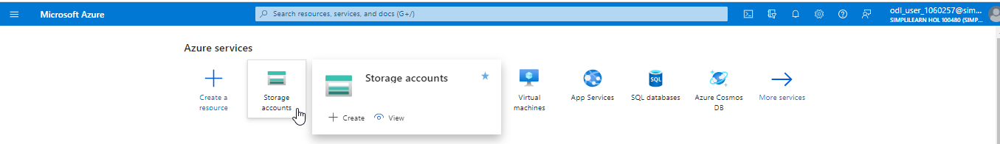 Microsoft Azure
Search resources, services, and docs (G+/)
odl_user_1060257@sim...
SIMPLILEARN HOL 100480 (SIMP...
Azure services
Create a
resource
Storage
accounts
Storage accounts
Create
View
Virtual
machines
App Services
SQL
SQL databases
Azure Cosmos
DB
More services